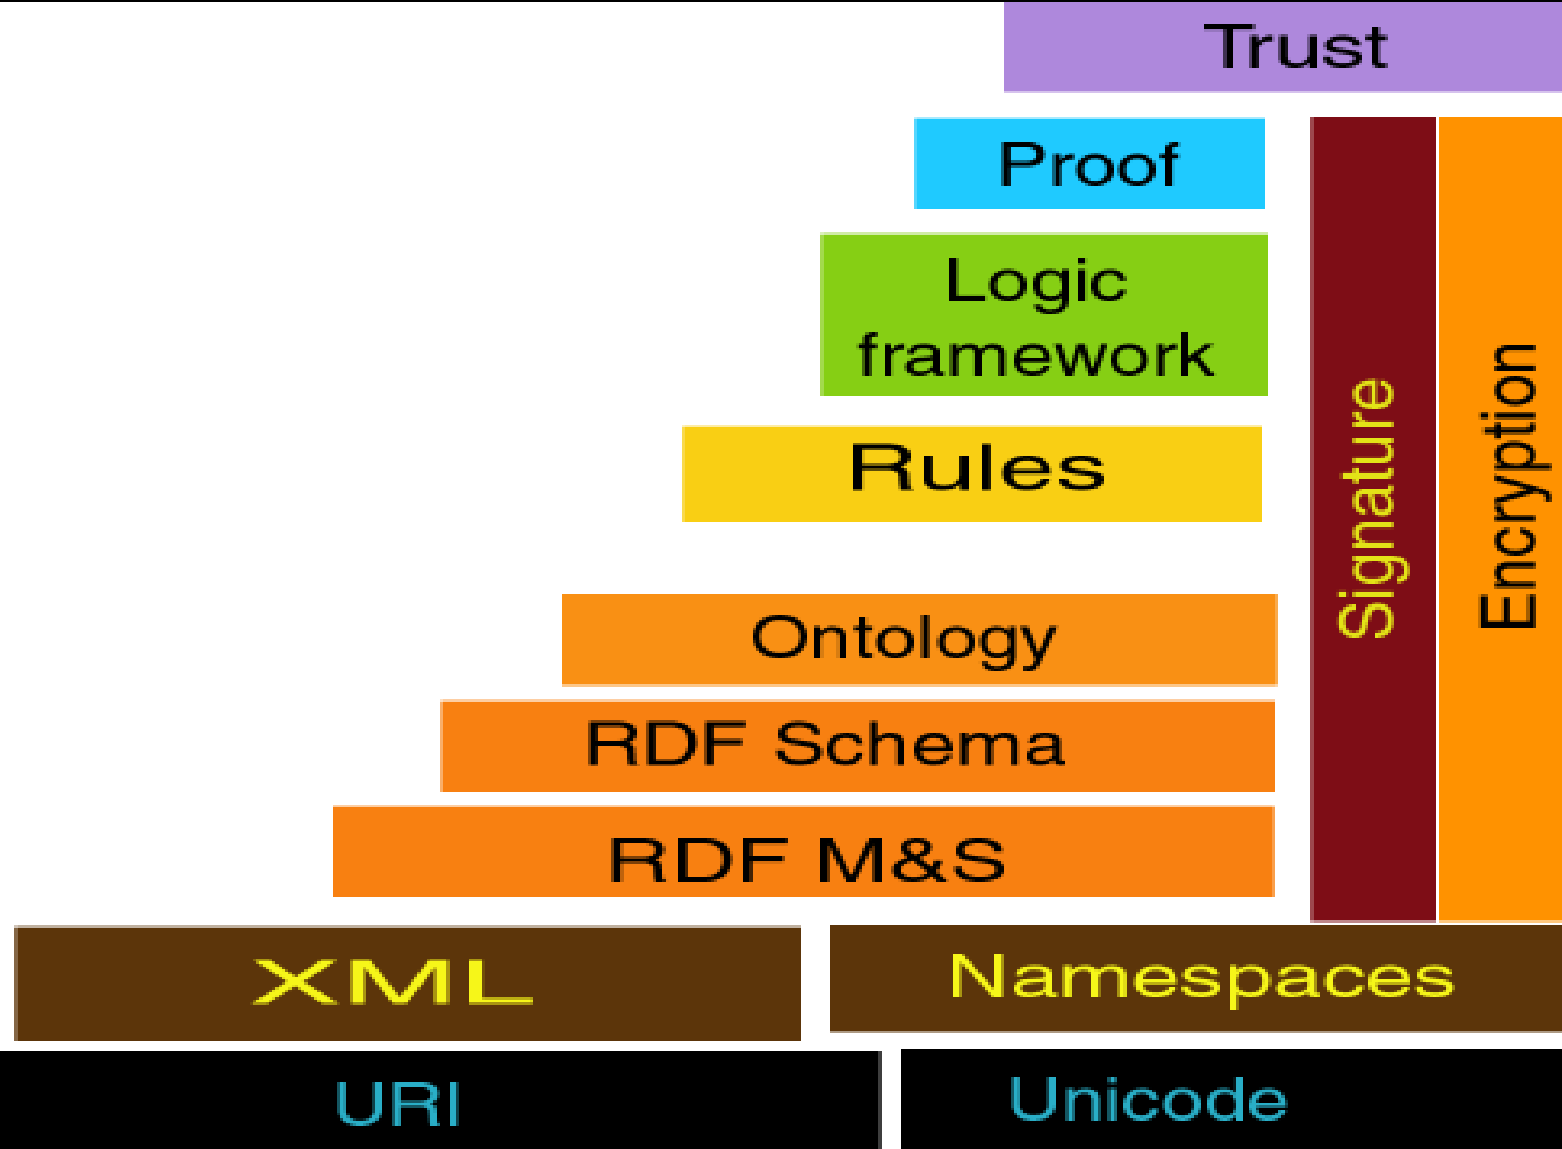 Trust
Proof
Logic
framework
Rules
Signature
Encryption
Ontology
RDF Schema
RDF M&S
XML
Namespaces
URI
Unicode